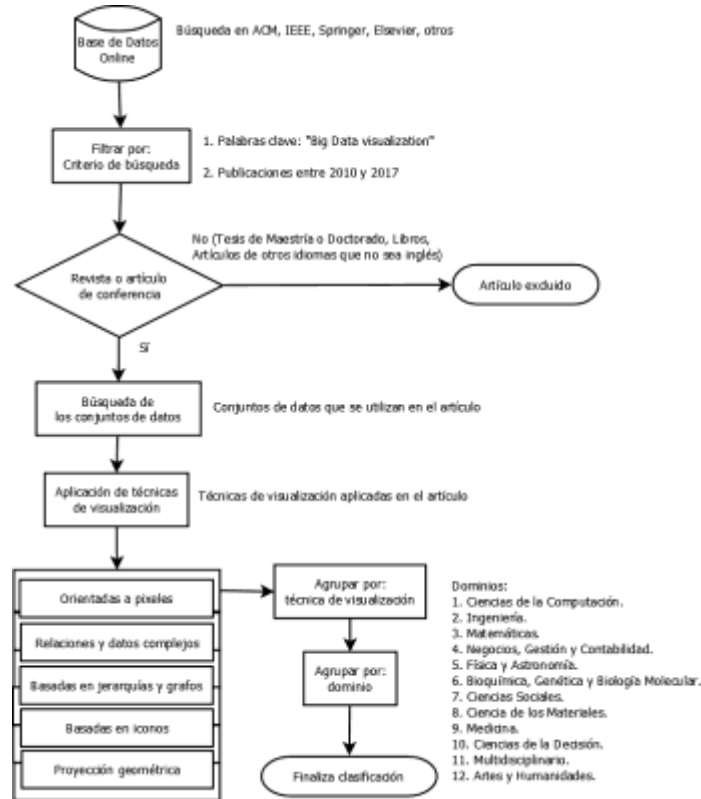 Base de Datos
Online
Búsqueda en ACM, IEEE, Springer, Elsevier, otros
Filtrar por:
Criterio de búsqueda
1. Palabras clave: "Big Data visualization"
2. Publicaciones entre 2010 y 2017
No (Tesis de Maestría o Doctorado, Libros,
Artículos de otros idiomas que no sea inglés)
Revista o artículo
de conferencia
Artículo excluido
Sí
Búsqueda de
los conjuntos de datos
Conjuntos de datos que se utilizan en el artículo
Aplicación de técnicas
de visualización
Técnicas de visualización aplicadas en el artículo
Orientadas a pixeles
Relaciones y datos complejos
Basadas en jerarquías y grafos
Basadas en iconos
Proyección geométrica
Agrupar por:
técnica de visualización
Agrupar por:
dominio
Finaliza clasificación
Dominios:
1. Ciencias de la Computación.
2. Ingeniería.
3. Matemáticas.
4. Negocios, Gestión y Contabilidad.
5. Física y Astronomía.
6. Bioquímica, Genética y Biología Molecular.
7. Ciencias Sociales.
8. Ciencia de los Materiales.
9. Medicina.
10. Ciencias de la Decisión.
11. Multidisciplinario.
12. Artes y Humanidades.